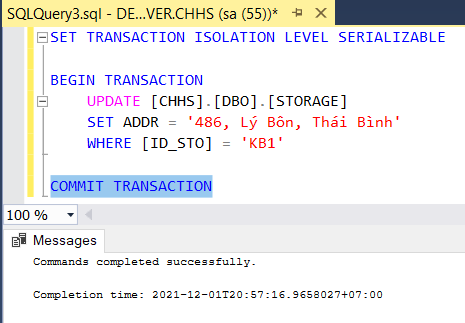 SQLQuery3.sql - DE...VER.CHHS (sa (55))*
SET TRANSACTION ISOLATION LEVEL SERIALIZABLE
BEGIN TRANSACTION
UPDATE [CHHS].[DBO].[STORAGE]
SET ADDR = '486, Lý Bôn, Thái Bình'
WHERE [ID_STO] = 'KB1'
COMMIT TRANSACTION
100 %
Messages
Commands completed successfully.
Completion time: 2021-12-01T20:57:16.9658027+07:00